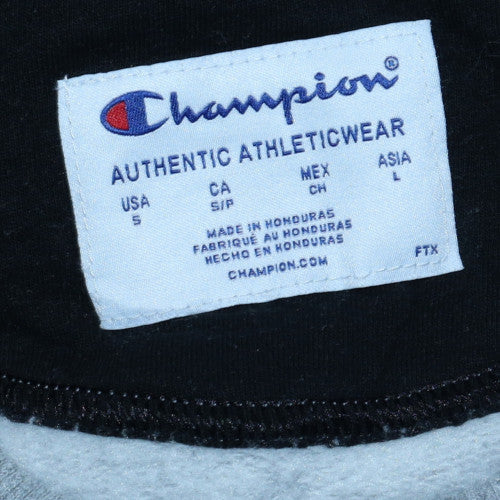 Champion®
AUTHENTIC ATHLETICWEAR
USA CA MEX ASIA
S S/P CH L
MADE IN HONDURAS
FABRIQUÉ AU HONDURAS
HECHO EN HONDURAS
CHAMPION.COM
FTX